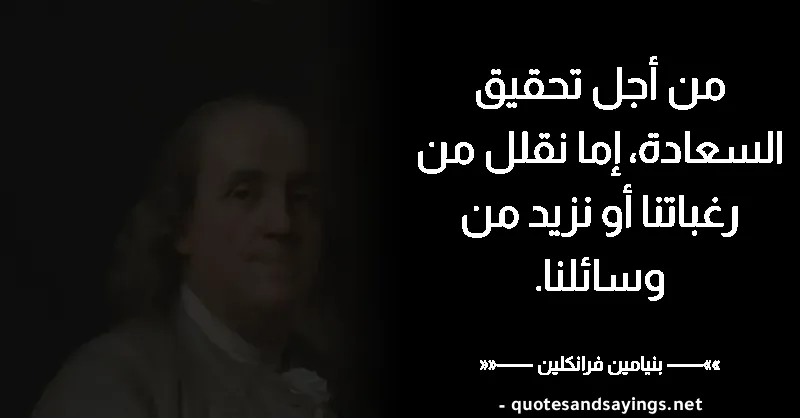 من أجل تحقيق
السعادة، إما نقلل من
رغباتنا أو نزيد من
وسائلنا.
»»—— بنيامين فرانكلين ——««
- quotesandsayings.net